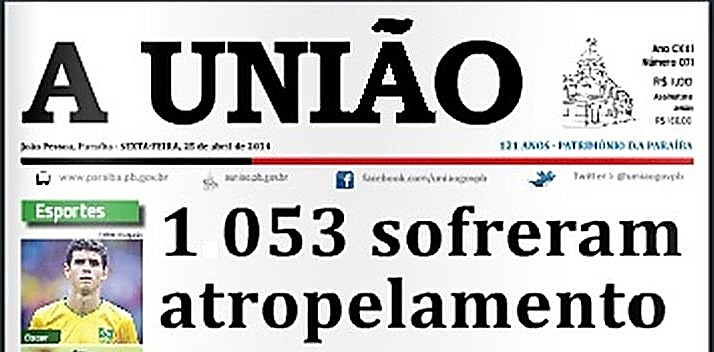 A UNIÃO
Ano CXXI
Número 071
R$ 1,00
Assinatura
anual
R$ 160,00
João Pessoa, Paraíba - SEXTA-FEIRA, 25 de abril de 2014
121 ANOS - PATRIMÔNIO DA PARAÍBA
www.paraiba.pb.gov.br
auniao.pb.gov.br
facebook.com/uniaogovpb
Twitter > @uniaogovpb
Esportes
1 053 sofreram
atropelamento
Oscar